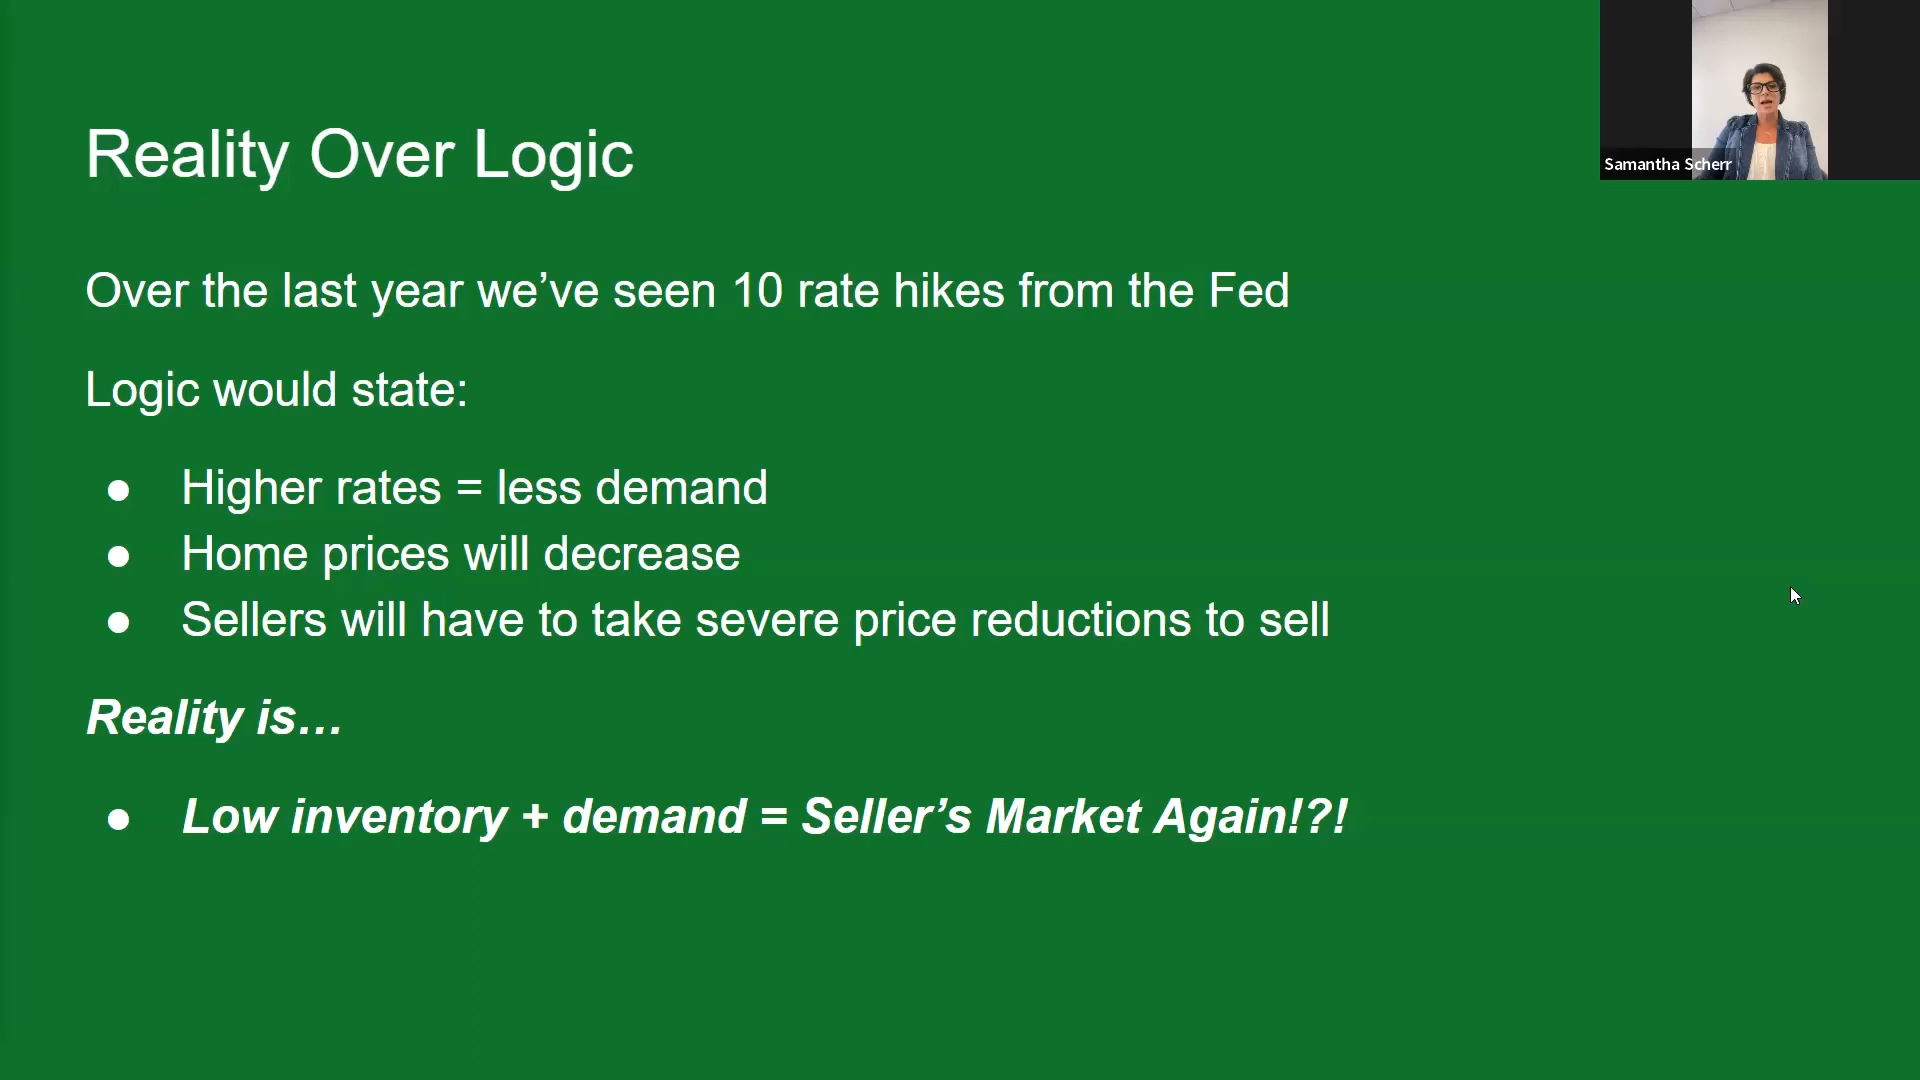 Samantha Scherr
Reality Over Logic
Over the last year we’ve seen 10 rate hikes from the Fed
Logic would state:
● Higher rates = less demand
● Home prices will decrease
● Sellers will have to take severe price reductions to sell
Reality is…
● Low inventory + demand = Seller’s Market Again!?!